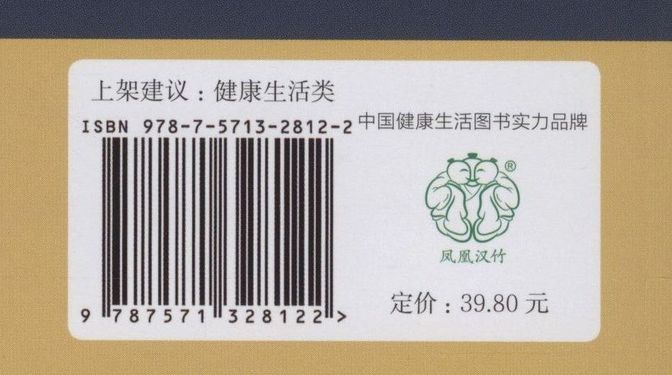 上架建议：健康生活类
ISBN 978-7-5713-2812-2
中国健康生活图书实力品牌
®
凤凰汉竹
9 787571 328122 >
定价：39.80 元